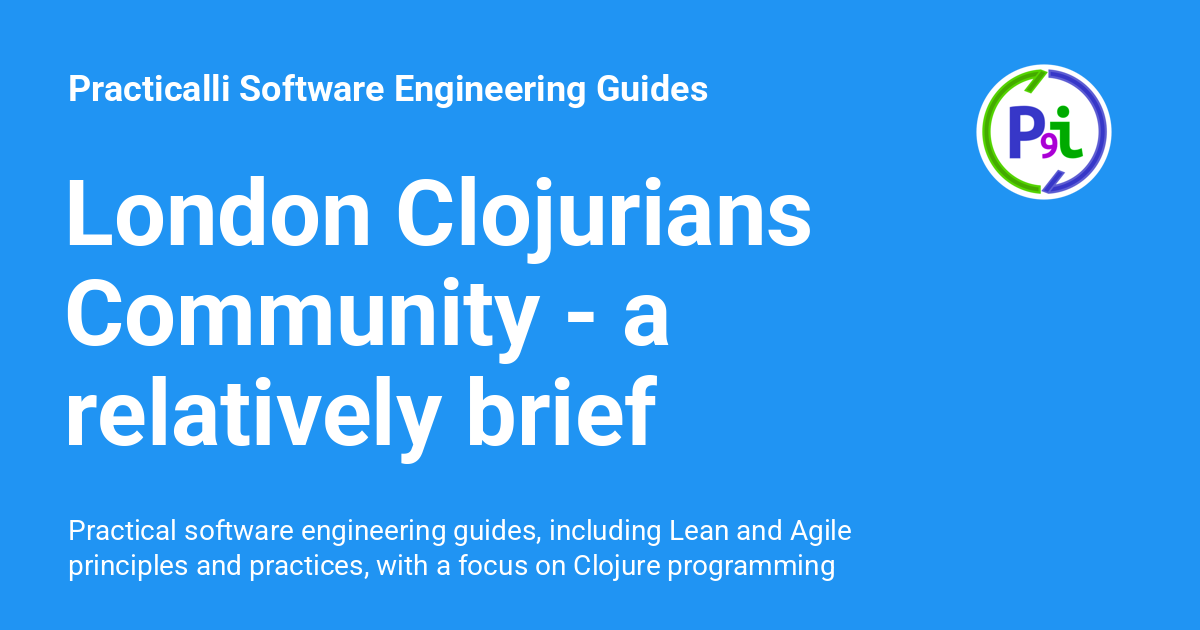 Practicalli Software Engineering Guides
P9i
London Clojurians
Community - a
relatively brief
Practical software engineering guides, including Lean and Agile
principles and practices, with a focus on Clojure programming